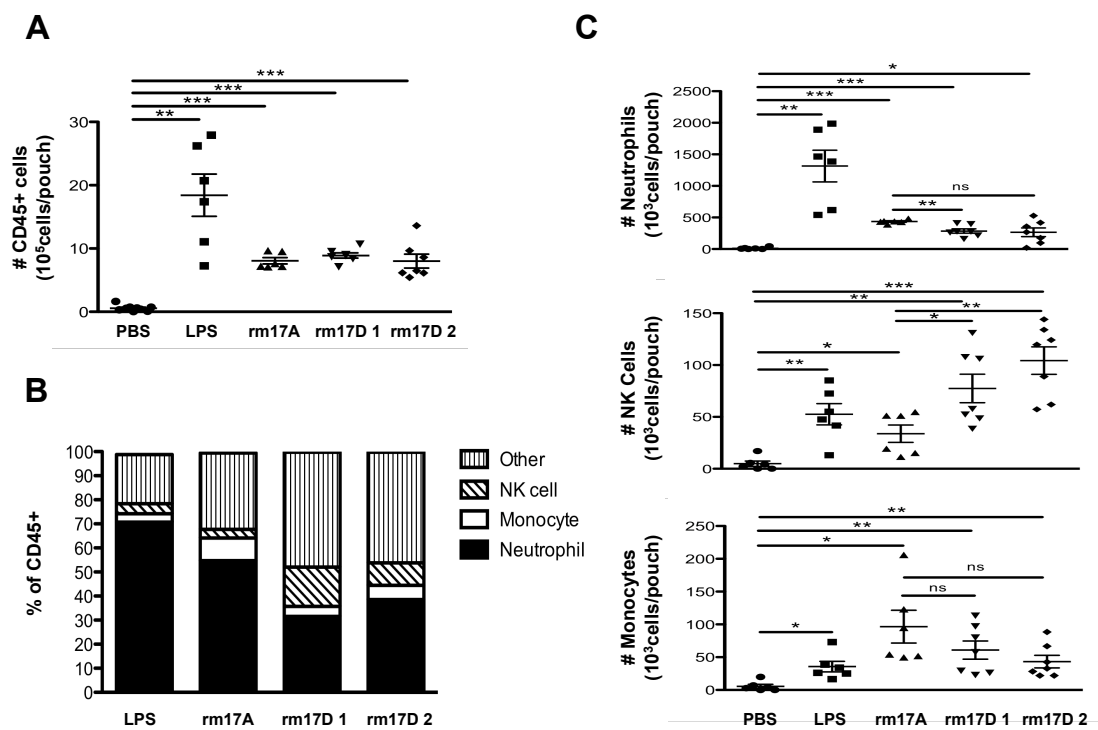 A
***
***
***
**
# CD45+ cells
(10⁵cells/pouch)
30
20
10
0
PBS LPS rm17A rm17D 1 rm17D 2
B
% of CD45+
100
90
80
70
60
50
40
30
20
10
0
LPS rm17A rm17D 1 rm17D 2
Other
NK cell
Monocyte
Neutrophil
C
*
***
***
**
ns
**
# Neutrophils
(10³cells/pouch)
2500
2000
1500
1000
500
0
***
**
**
*
*
**
# NK Cells
(10³cells/pouch)
150
100
50
0
**
**
*
ns
ns
*
# Monocytes
(10³cells/pouch)
250
200
150
100
50
0
PBS LPS rm17A rm17D 1 rm17D 2